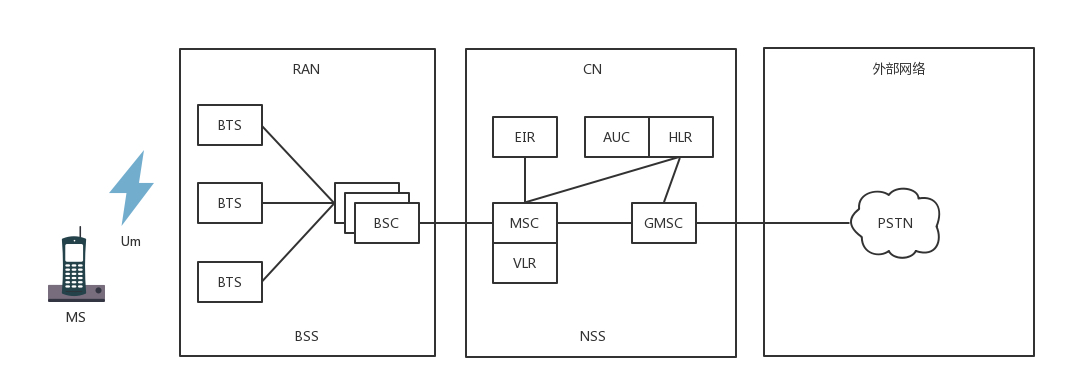 RAN
CN
外部网络
BTS
EIR
AUC
HLR
BTS
BSC
MSC
GMSC
PSTN
Um
VLR
BTS
MS
BSS
NSS